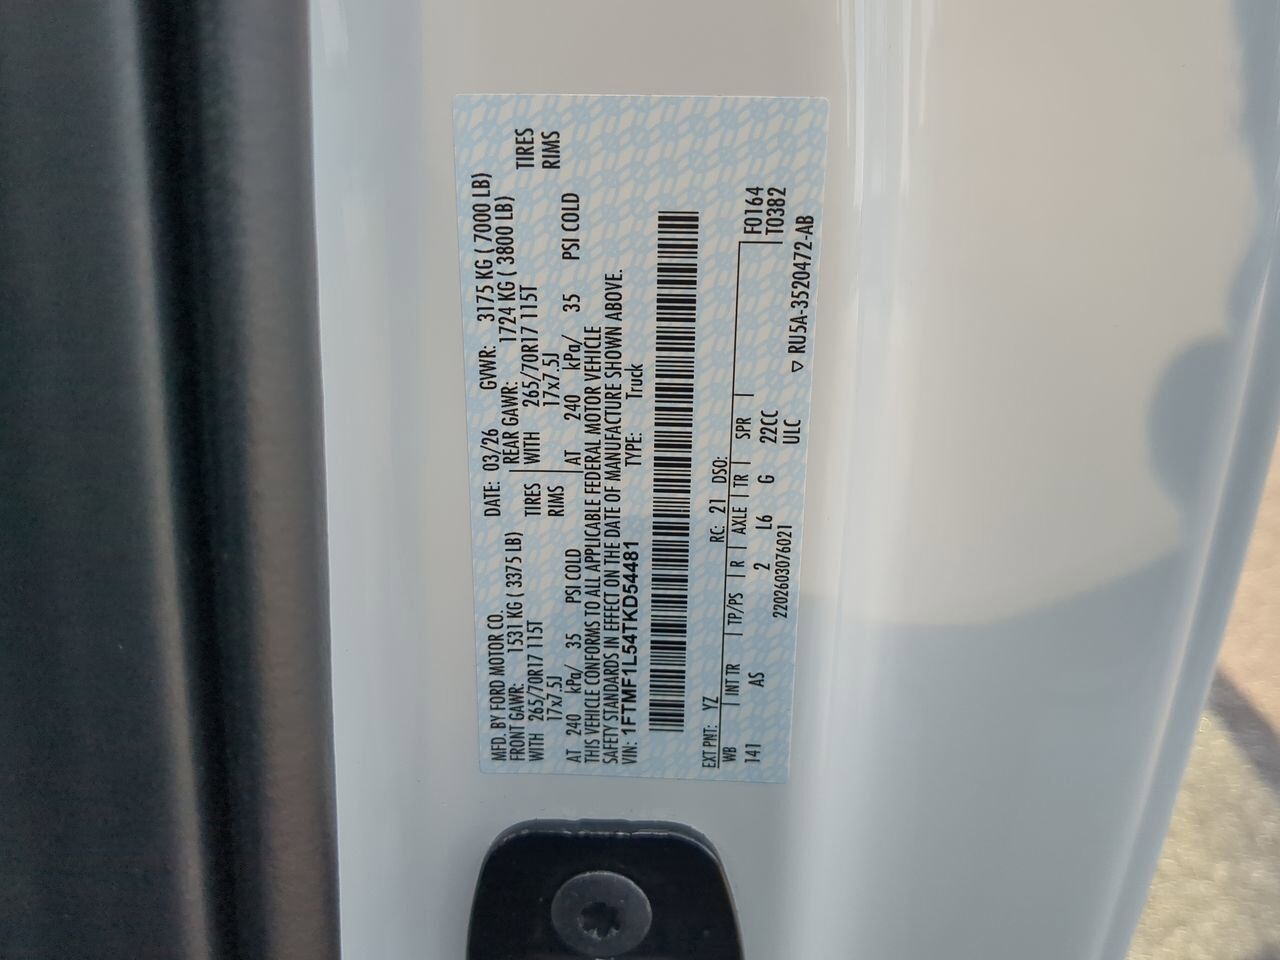 MFD. BY FORD MOTOR CO. DATE: 03/26 GVWR: 3175 KG ( 7000 LB)
FRONT GAWR: 1531 KG ( 3375 LB) REAR GAWR: 1724 KG ( 3800 LB)
WITH 265/70R17 115T TIRES WITH 265/70R17 115T TIRES
17x7.5J RIMS 17x7.5J RIMS
AT 240 kPa/ 35 PSI COLD AT 240 kPa/ 35 PSI COLD
THIS VEHICLE CONFORMS TO ALL APPLICABLE FEDERAL MOTOR VEHICLE
SAFETY STANDARDS IN EFFECT ON THE DATE OF MANUFACTURE SHOWN ABOVE.
VIN: 1FTMF1L54TKD54481 TYPE: Truck
EXT PNT: YZ RC: 21 DSO: F0164
WB INT TR TP/PS R AXLE TR SPR T0382
141 AS 2 L6 G 22CC
2202603076021 ULC ▽ RU5A-3520472-AB